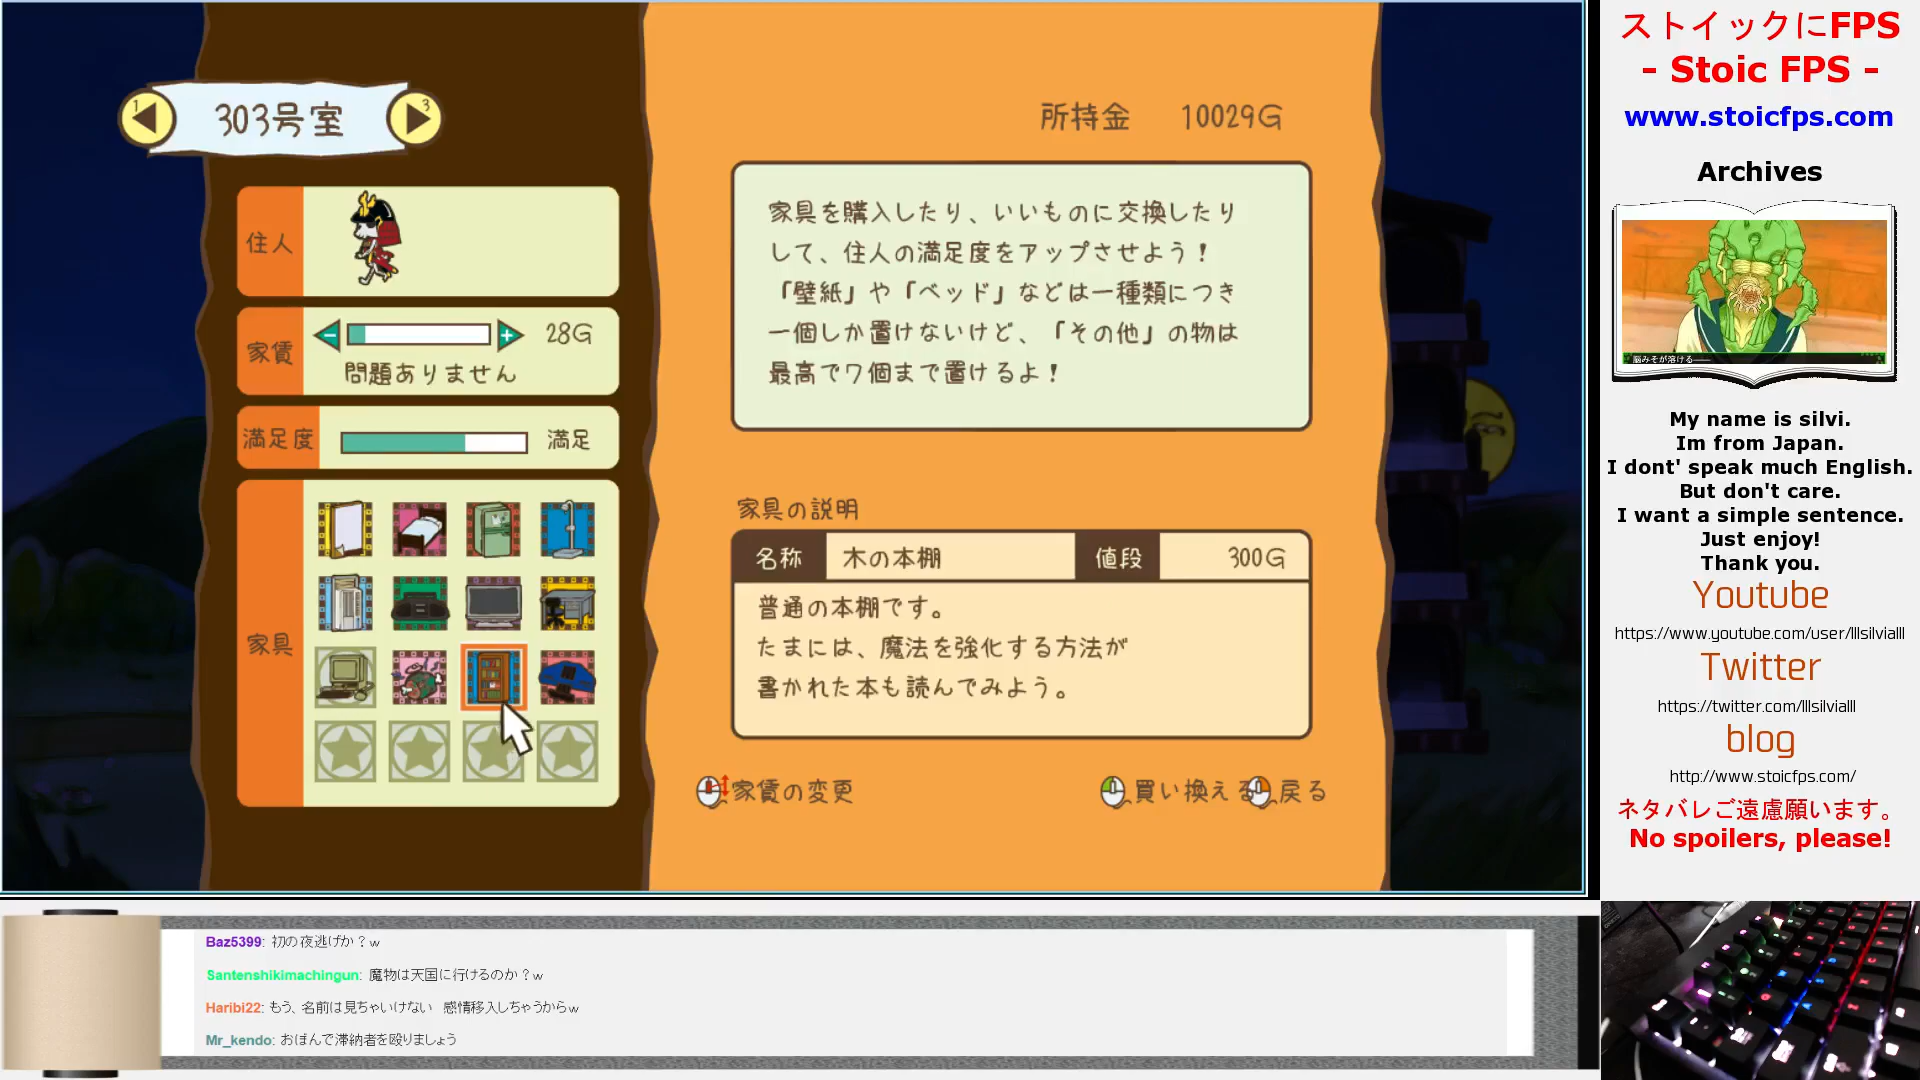 303号室
1
3
住人
家賃
28G
問題ありません
満足度
満足
家具
所持金 10029G
家具を購入したり、いいものに交換したり
して、住人の満足度をアップさせよう！
「壁紙」や「ベッド」などは一種類につき
一個しか置けないけど、「その他」の物は
最高で7個まで置けるよ！
家具の説明
名称 木の本棚 値段 300G
普通の本棚です。
たまには、魔法を強化する方法が
書かれた本も読んでみよう。
家賃の変更
買い換える
戻る
ストイックにFPS
- Stoic FPS -
www.stoicfps.com
Archives
脳みそが溶ける――
My name is silvi.
Im from Japan.
I dont' speak much English.
But don't care.
I want a simple sentence.
Just enjoy!
Thank you.
Youtube
https://www.youtube.com/user/lllsilvialll
Twitter
https://twitter.com/lllsilvialll
blog
http://www.stoicfps.com/
ネタバレご遠慮願います。
No spoilers, please!
Baz5399: 初の夜逃げか？w
Santenshikimachingun: 魔物は天国に行けるのか？w
Haribi22: もう、名前は見ちゃいけない 感情移入しちゃうからw
Mr_kendo: おぼんで滞納者を殴りましょう